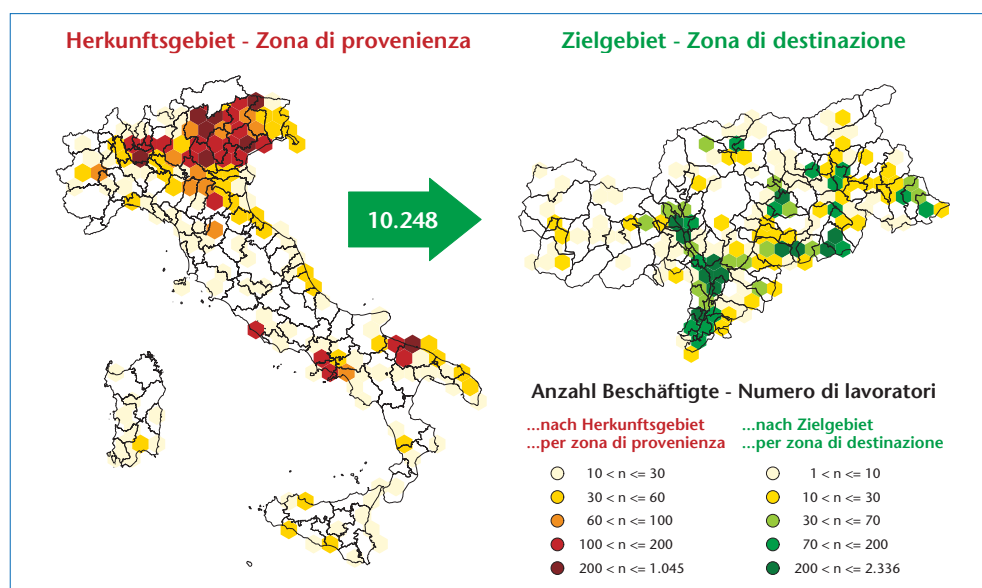 Herkunftsgebiet - Zona di provenienza
Zielgebiet - Zona di destinazione
10.248
Anzahl Beschäftigte - Numero di lavoratori
...nach Herkunftsgebiet
...per zona di provenienza
10 < n <= 30
30 < n <= 60
60 < n <= 100
100 < n <= 200
200 < n <= 1.045
...nach Zielgebiet
...per zona di destinazione
1 < n <= 10
10 < n <= 30
30 < n <= 70
70 < n <= 200
200 < n <= 2.336